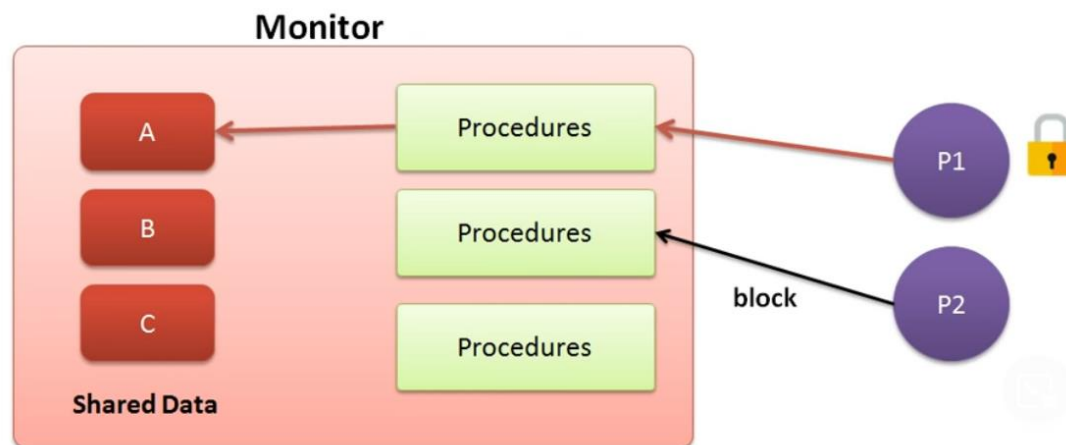 Monitor
A
Procedures
P1
B
Procedures
P2
block
C
Procedures
Shared Data